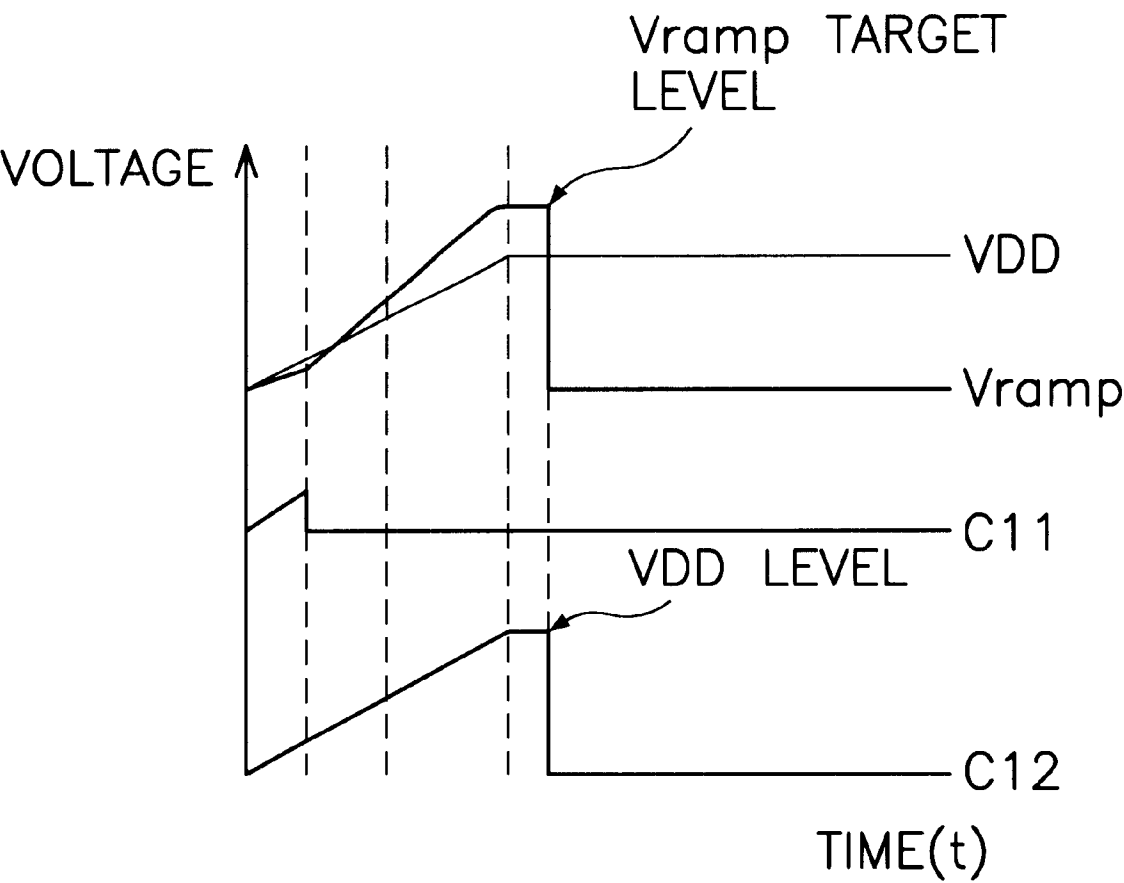 Vramp TARGET
LEVEL
VOLTAGE
VDD
Vramp
C11
VDD LEVEL
C12
TIME(t)